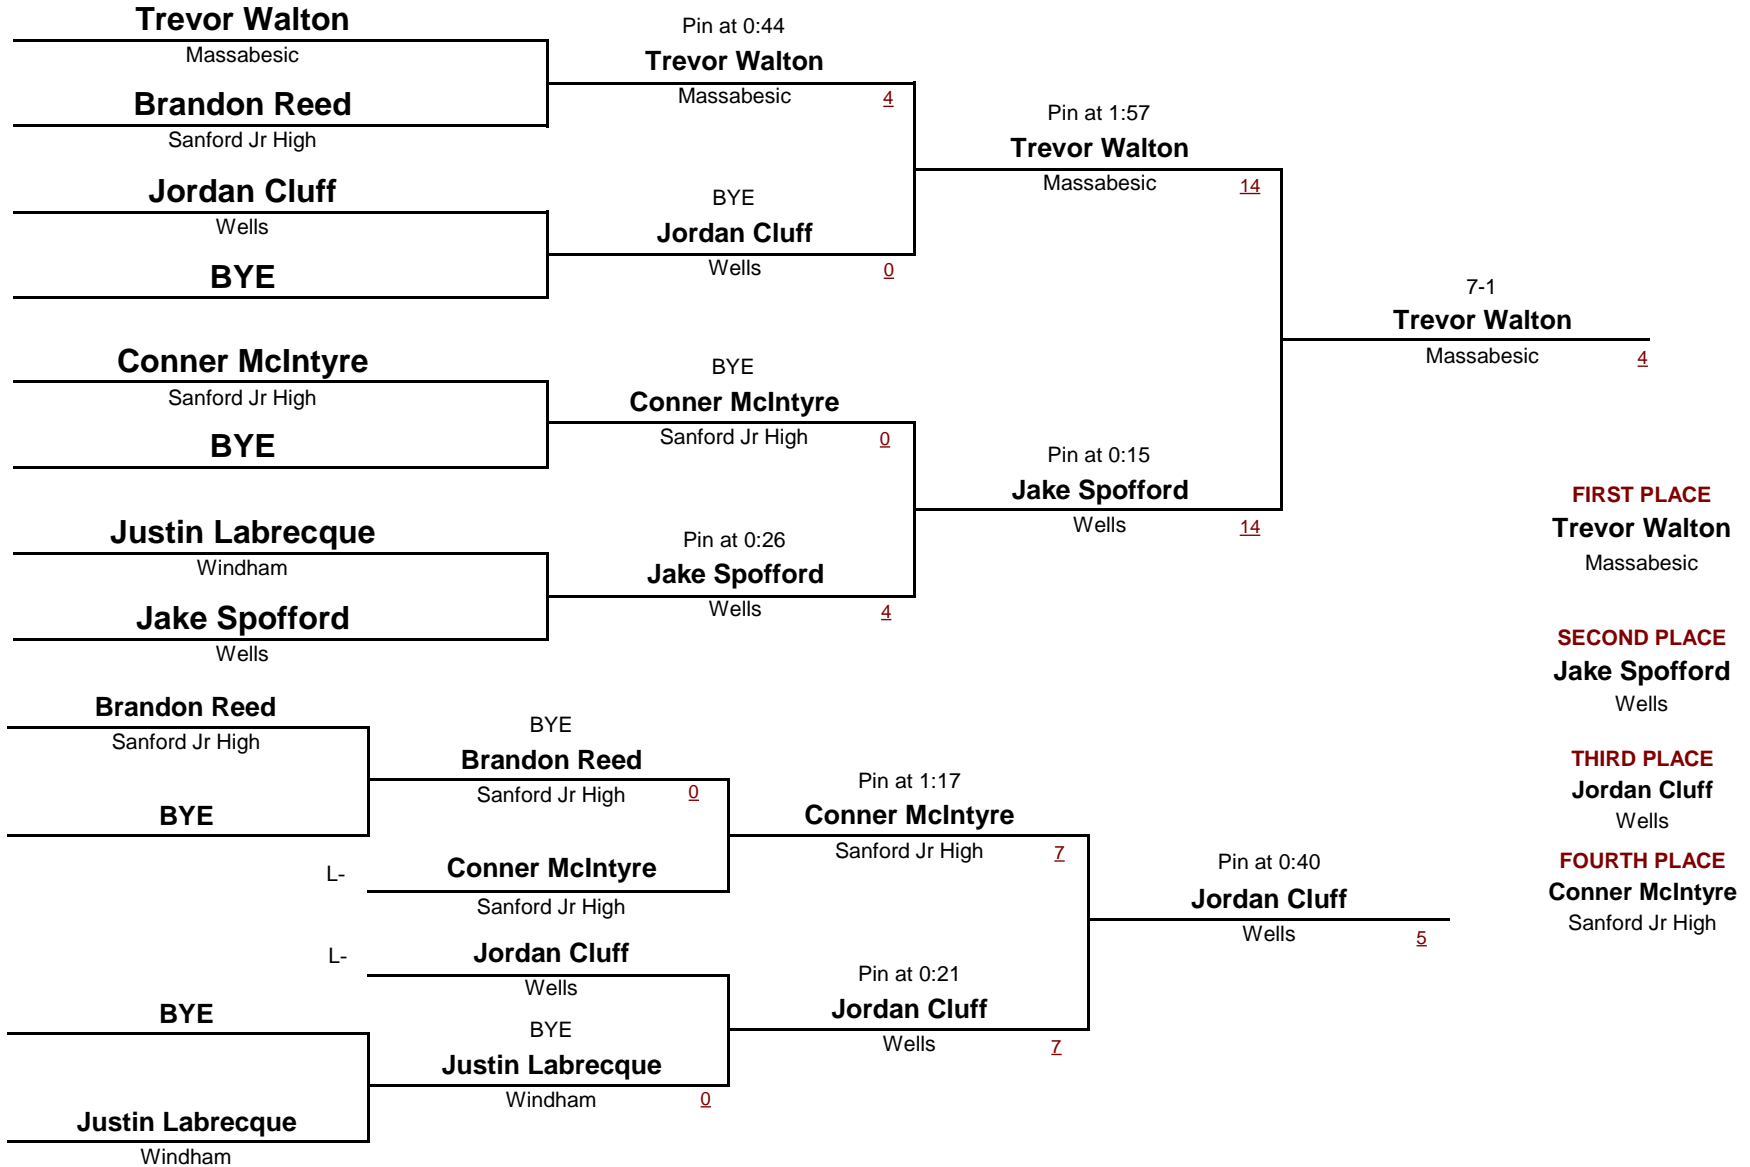 Trevor Walton
Massabesic
Brandon Reed
Sanford Jr High
Jordan Cluff
Wells
BYE
Conner McIntyre
Sanford Jr High
BYE
Justin Labrecque
Windham
Jake Spofford
Wells
Pin at 0:44
Trevor Walton
Massabesic 4
BYE
Jordan Cluff
Wells 0
BYE
Conner McIntyre
Sanford Jr High 0
Pin at 0:26
Jake Spofford
Wells 4
Pin at 1:57
Trevor Walton
Massabesic 14
Pin at 0:15
Jake Spofford
Wells 14
7-1
Trevor Walton
Massabesic 4
FIRST PLACE
Trevor Walton
Massabesic
SECOND PLACE
Jake Spofford
Wells
THIRD PLACE
Jordan Cluff
Wells
FOURTH PLACE
Conner McIntyre
Sanford Jr High
Brandon Reed
Sanford Jr High
BYE
BYE
Justin Labrecque
Windham
BYE
Brandon Reed
Sanford Jr High 0
L- Conner McIntyre
Sanford Jr High
L- Jordan Cluff
Wells
BYE
Justin Labrecque
Windham 0
Pin at 1:17
Conner McIntyre
Sanford Jr High 7
Pin at 0:21
Jordan Cluff
Wells 7
Pin at 0:40
Jordan Cluff
Wells 5